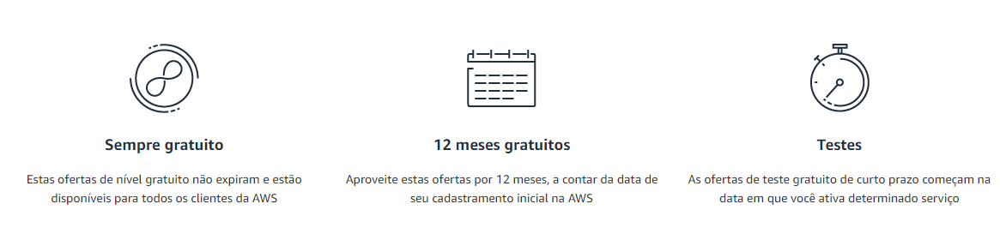 Sempre gratuito
Estas ofertas de nível gratuito não expiram e estão
disponíveis para todos os clientes da AWS
12 meses gratuitos
Aproveite estas ofertas por 12 meses, a contar da data de
seu cadastramento inicial na AWS
Testes
As ofertas de teste gratuito de curto prazo começam na
data em que você ativa determinado serviço